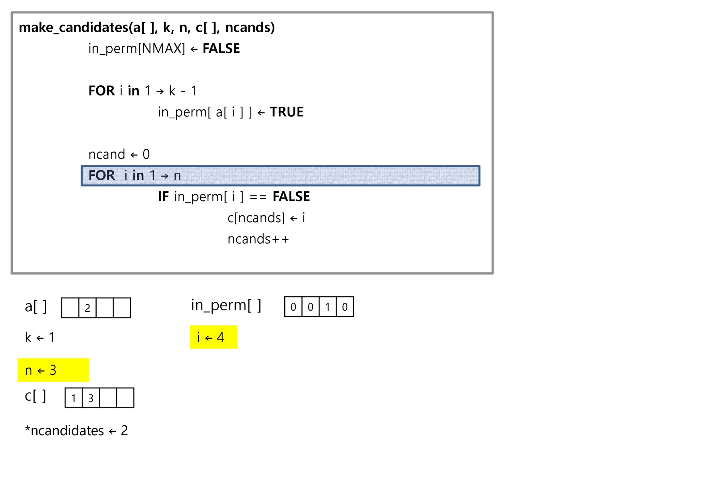 make_candidates(a[ ], k, n, c[ ], ncands)
in_perm[NMAX] ← FALSE
FOR i in 1 → k - 1
in_perm[ a[ i ] ] ← TRUE
ncand ← 0
FOR i in 1 → n
IF in_perm[ i ] == FALSE
c[ncands] ← i
ncands++
a[ ] 2 in_perm[ ] 0 0 1 0
k ← 1 i ← 4
n ← 3
c[ ] 1 3
*ncandidates ← 2